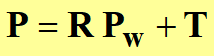 P = R P_w + T